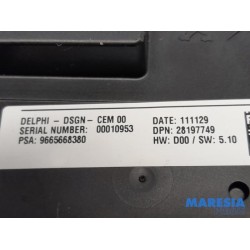 DELPHI - DSGN - CEM 00
SERIAL NUMBER: 00010953
PSA: 9665668380
DATE: 111129
DPN: 28197749
HW: D00 / SW: 5.10
MARESIA